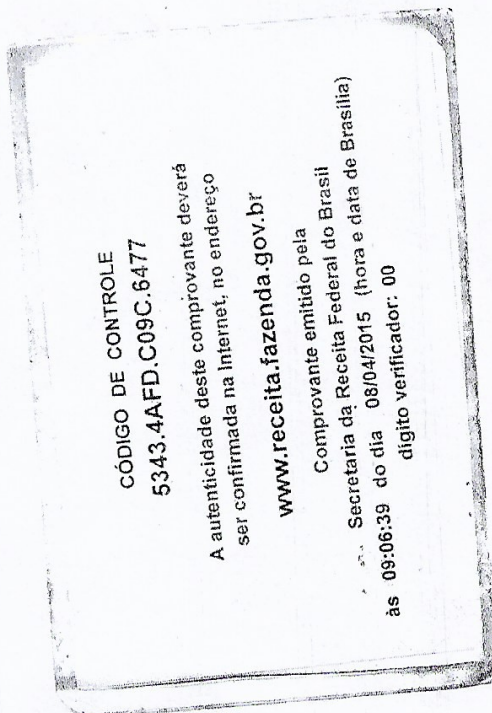 CÓDIGO DE CONTROLE
5343.4AFD.C09C.6477
A autenticidade deste comprovante deverá
ser confirmada na Internet, no endereço
www.receita.fazenda.gov.br
Comprovante emitido pela
Secretaria da Receita Federal do Brasil
às 09:06:39 do dia 08/04/2015 (hora e data de Brasília)
dígito verificador: 00